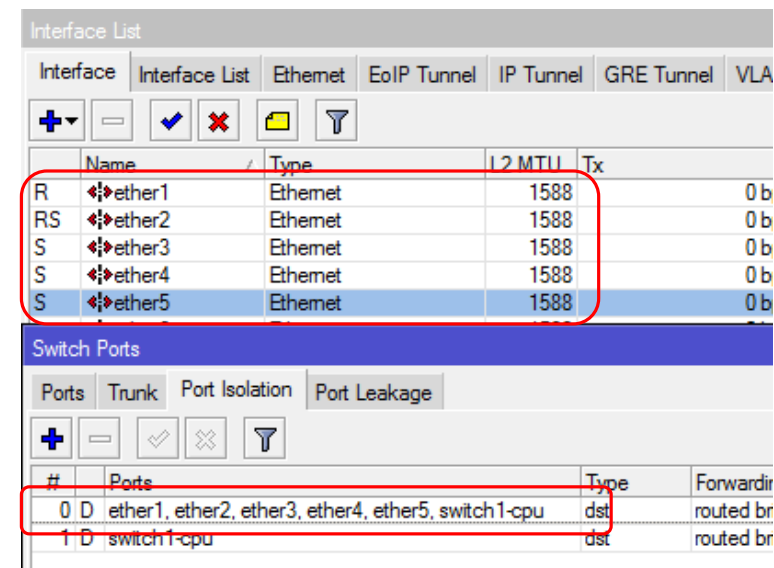 Interface List
Interface Interface List Ethernet EoIP Tunnel IP Tunnel GRE Tunnel VLA
Name Type L2 MTU Tx
R ether1 Ethernet 1588 0 b
RS ether2 Ethernet 1588 0 b
S ether3 Ethernet 1588 0 b
S ether4 Ethernet 1588 0 b
S ether5 Ethernet 1588 0 b
Switch Ports
Ports Trunk Port Isolation Port Leakage
# Ports Type Forwardi
0 D ether1, ether2, ether3, ether4, ether5, switch1-cpu dst routed br
1 D switch1-cpu dst routed br